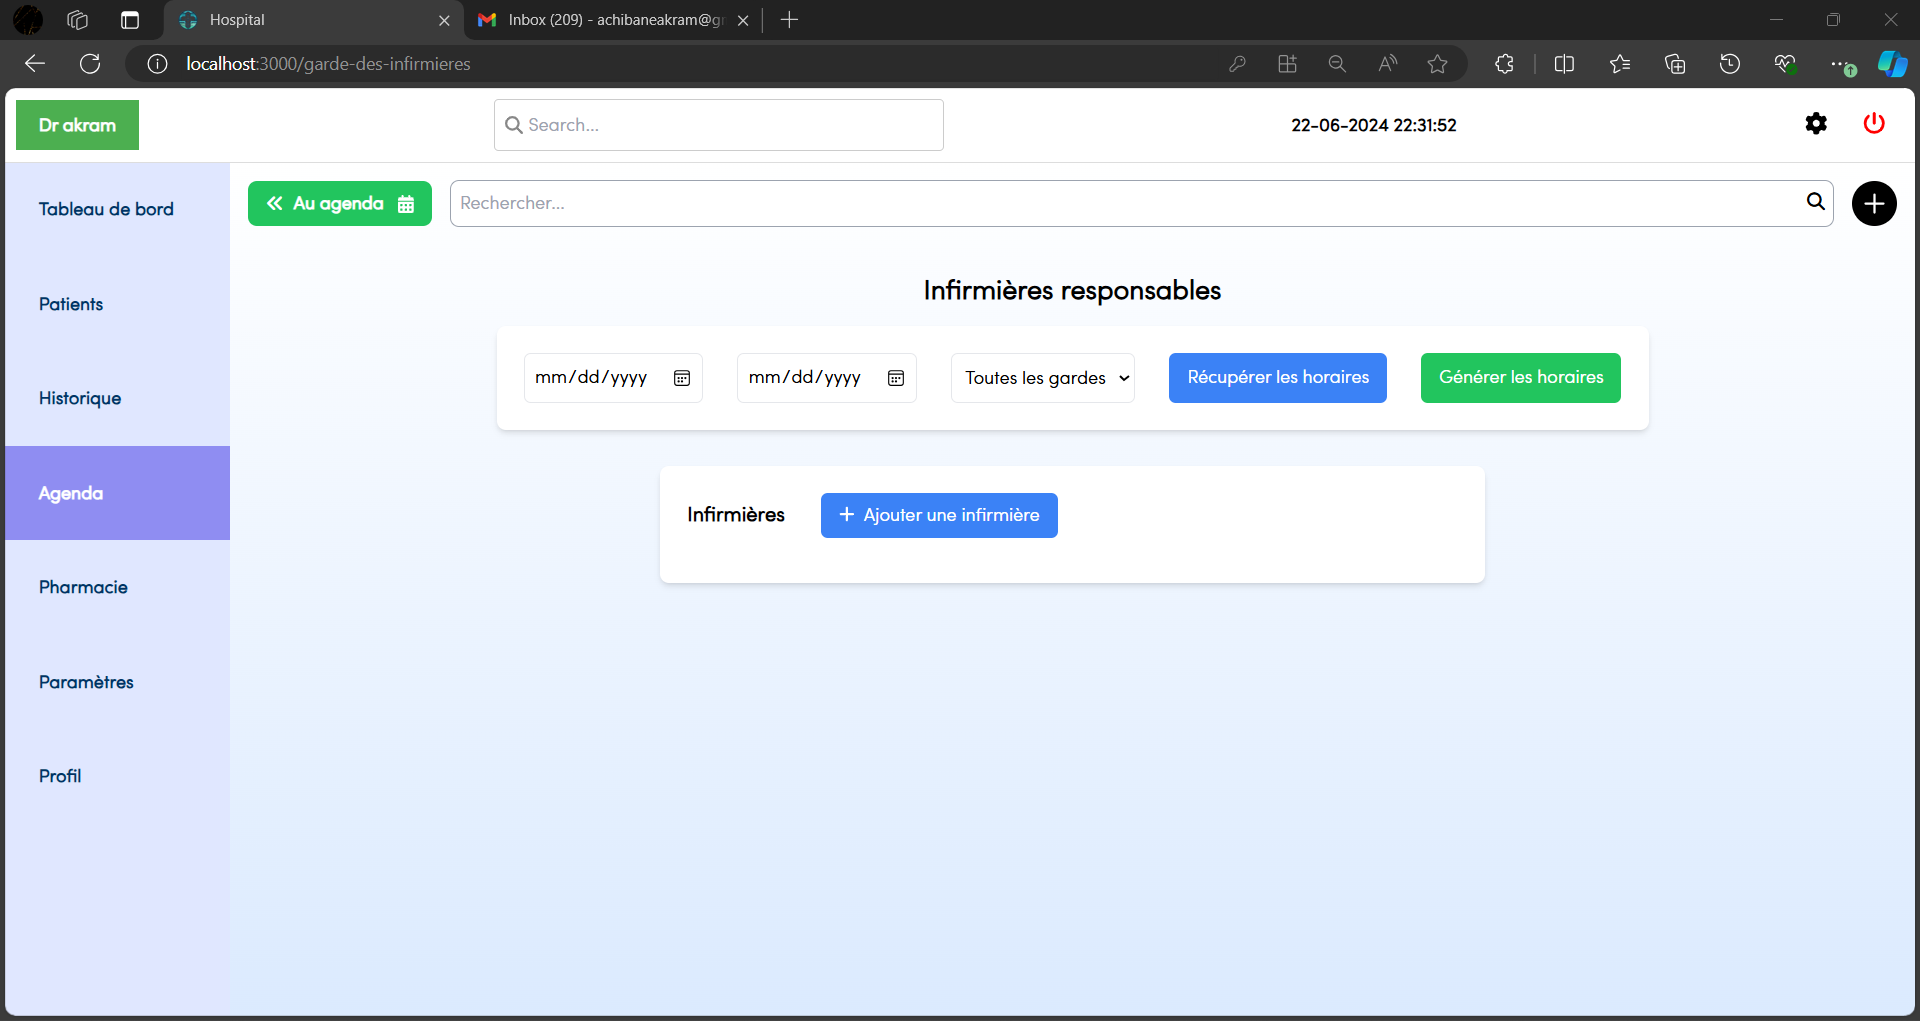 Hospital
Inbox (209) - achibaneakram@gr
localhost:3000/garde-des-infirmieres
Dr akram
Search...
22-06-2024 22:31:52
Tableau de bord
Patients
Historique
Agenda
Pharmacie
Paramètres
Profil
Au agenda
Rechercher...
Infirmières responsables
mm/dd/yyyy
mm/dd/yyyy
Toutes les gardes
Récupérer les horaires
Générer les horaires
Infirmières
+ Ajouter une infirmière